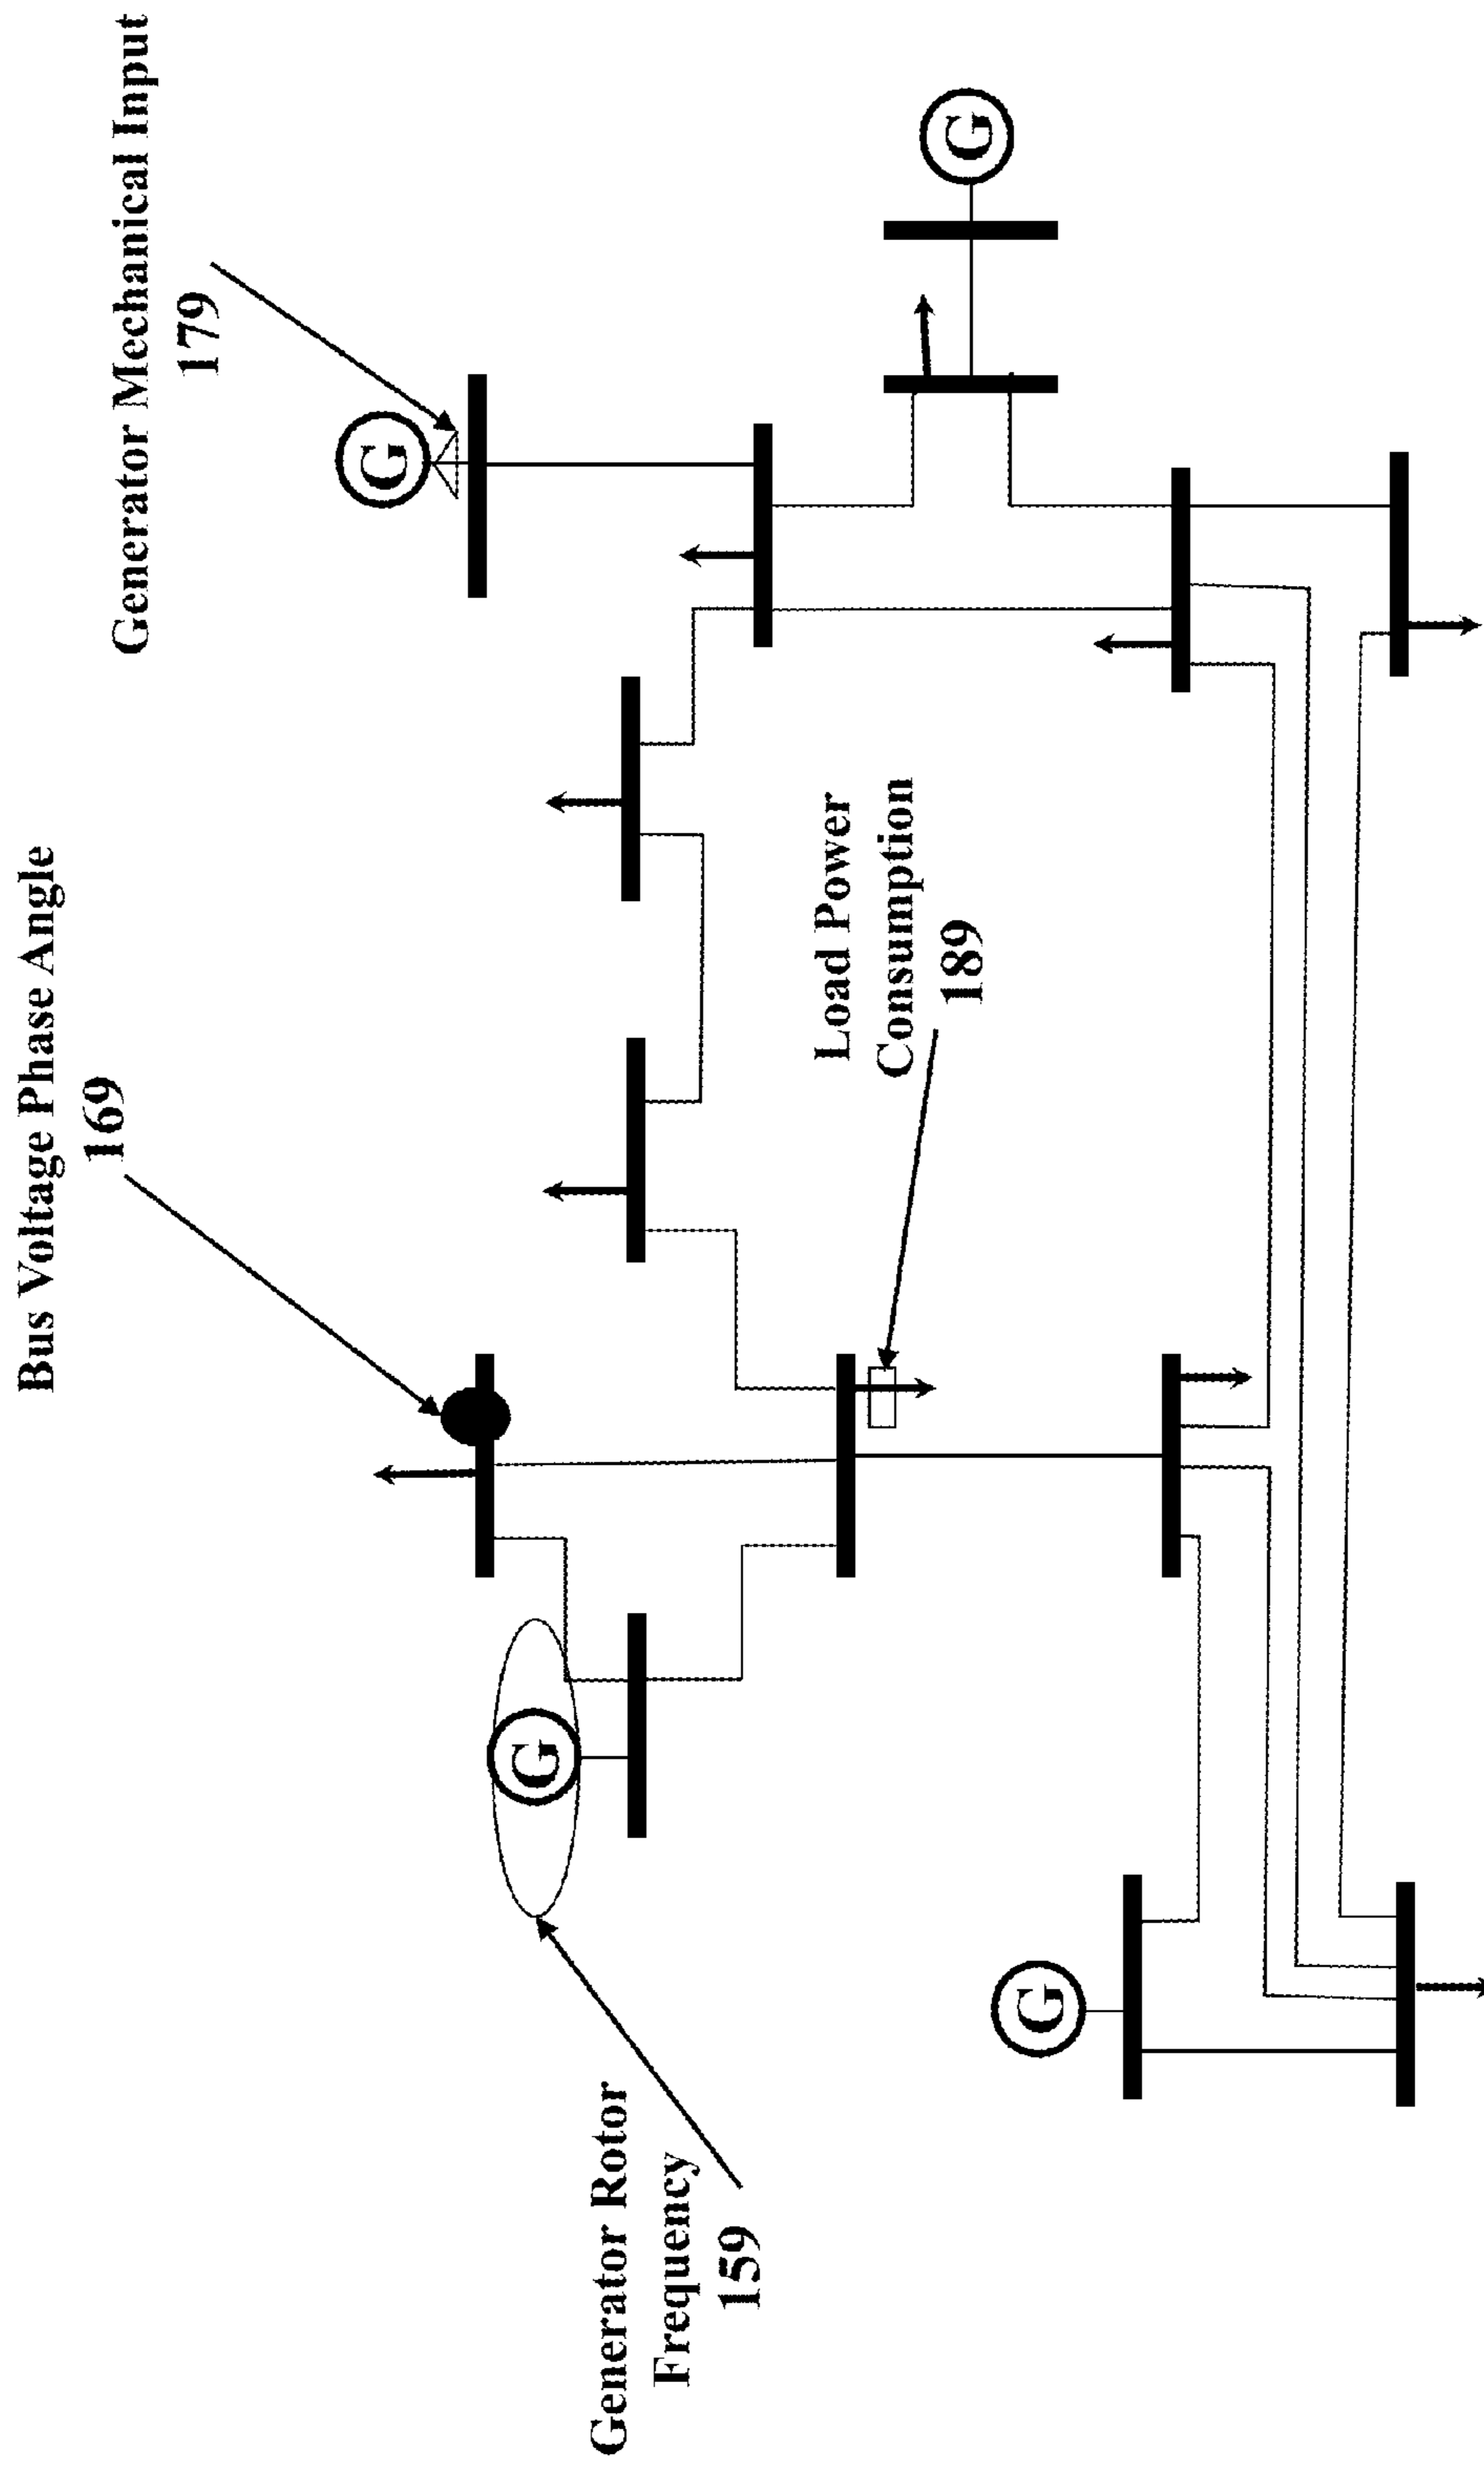 Generator Rotor
Frequency
159
Bus Voltage Phase Angle
169
Generator Mechanical Input
179
Load Power
Consumption
189
G
G
G
G